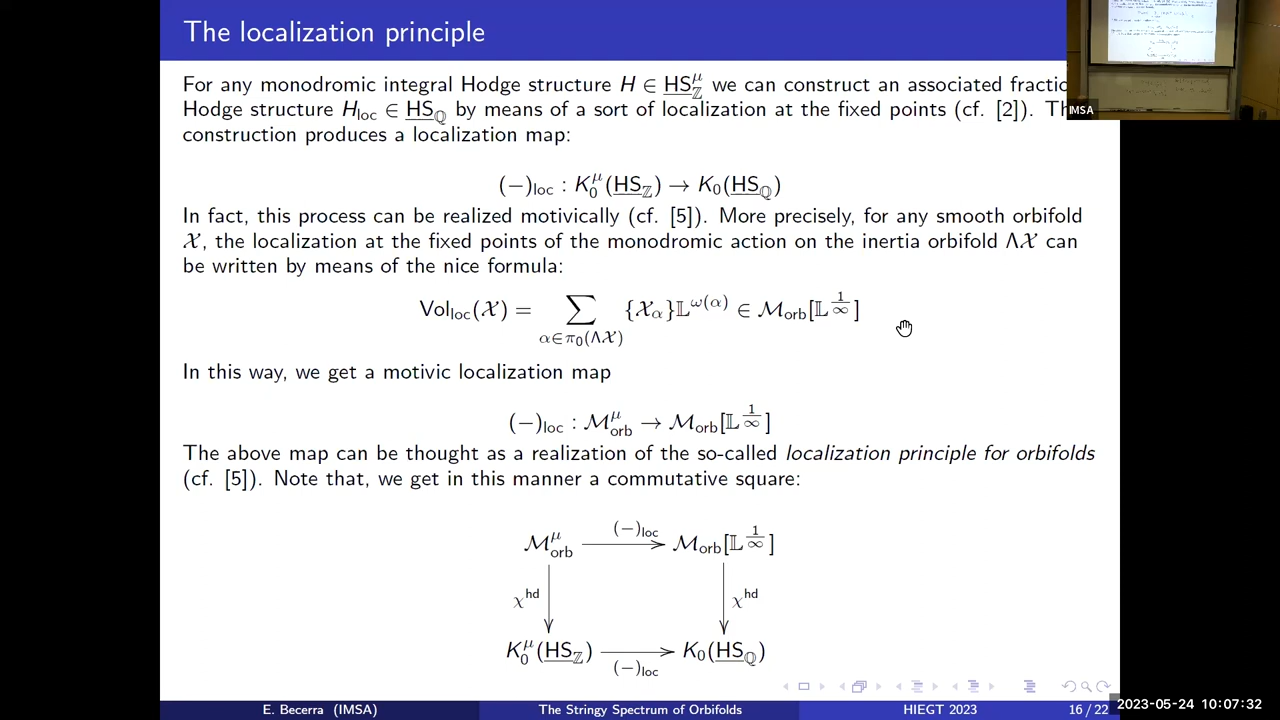 The localization principle
For any monodromic integral Hodge structure H ∈ HS^μ_ℤ we can construct an associated
Hodge structure H_loc ∈ HS_ℚ by means of a sort of localization at the fixed points (cf. [2]).
construction produces a localization map:
(−)_loc : K_0^μ(HS_ℤ) → K_0(HS_ℚ)
In fact, this process can be realized motivically (cf. [5]). More precisely, for any smooth orbifold
𝒳, the localization at the fixed points of the monodromic action on the inertia orbifold Λ𝒳 can
be written by means of the nice formula:
Vol_loc(𝒳) = ∑_{α∈π_0(Λ𝒳)} {𝒳_α}𝕃^{ω(α)} ∈ ℳ_orb[𝕃^{1/∞}]
In this way, we get a motivic localization map
(−)_loc : ℳ^μ_orb → ℳ_orb[𝕃^{1/∞}]
The above map can be thought as a realization of the so-called localization principle for orbifolds
(cf. [5]). Note that, we get in this manner a commutative square:
(−)_loc
ℳ^μ_orb ℳ_orb[𝕃^{1/∞}]
χ^hd χ^hd
K_0^μ(HS_ℤ) K_0(HS_ℚ)
(−)_loc
IMSA
E. Becerra (IMSA) The Stringy Spectrum of Orbifolds HIEGT 2023 16 / 22
2023-05-24 10:07:32